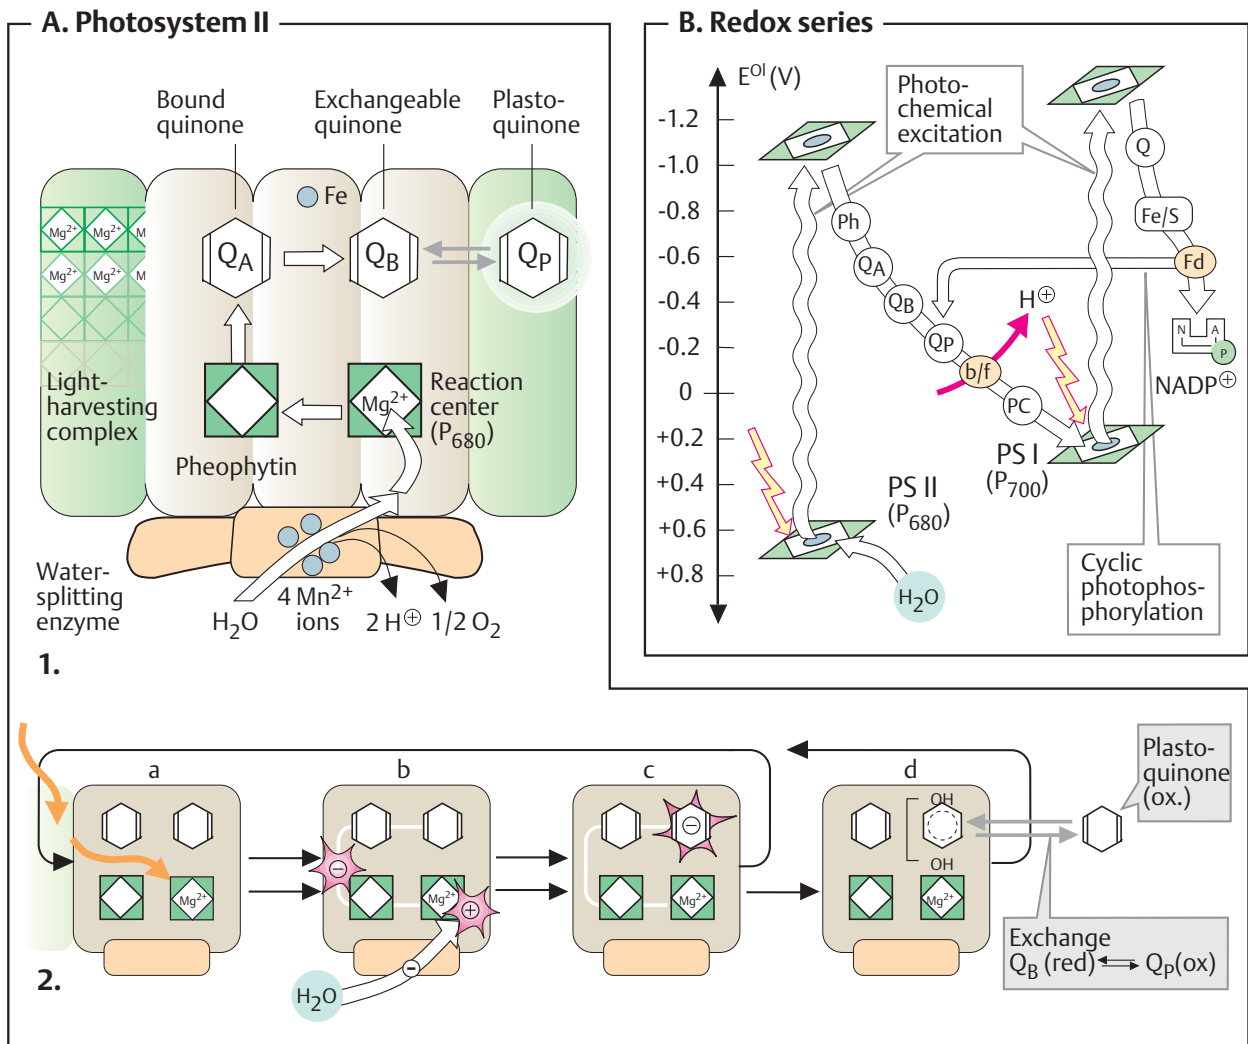 A. Photosystem II
Bound
quinone
Exchangeable
quinone
Plasto-
quinone
Fe
Mg2+
Mg2+
M
Mg2+
Mg2+
M
QA
QB
QP
Light-
harvesting
complex
Mg2+
Reaction
center
(P680)
Pheophytin
Water-
splitting
enzyme
H2O
4 Mn2+
ions
2 H⊕
1/2 O2
1.
B. Redox series
E0I (V)
-1.2
-1.0
-0.8
-0.6
-0.4
-0.2
0
+0.2
+0.4
+0.6
+0.8
Photo-
chemical
excitation
Ph
QA
QB
QP
b/f
PC
H⊕
Q
Fe/S
Fd
N A
P
NADP⊕
PS I
(P700)
PS II
(P680)
H2O
Cyclic
photophos-
phorylation
a
b
c
d
Mg2+
Mg2+
Mg2+
Mg2+
⊖
⊕
⊖
⊖
H2O
OH
OH
Plasto-
quinone
(ox.)
Exchange
QB (red) ⇌ QP(ox)
2.